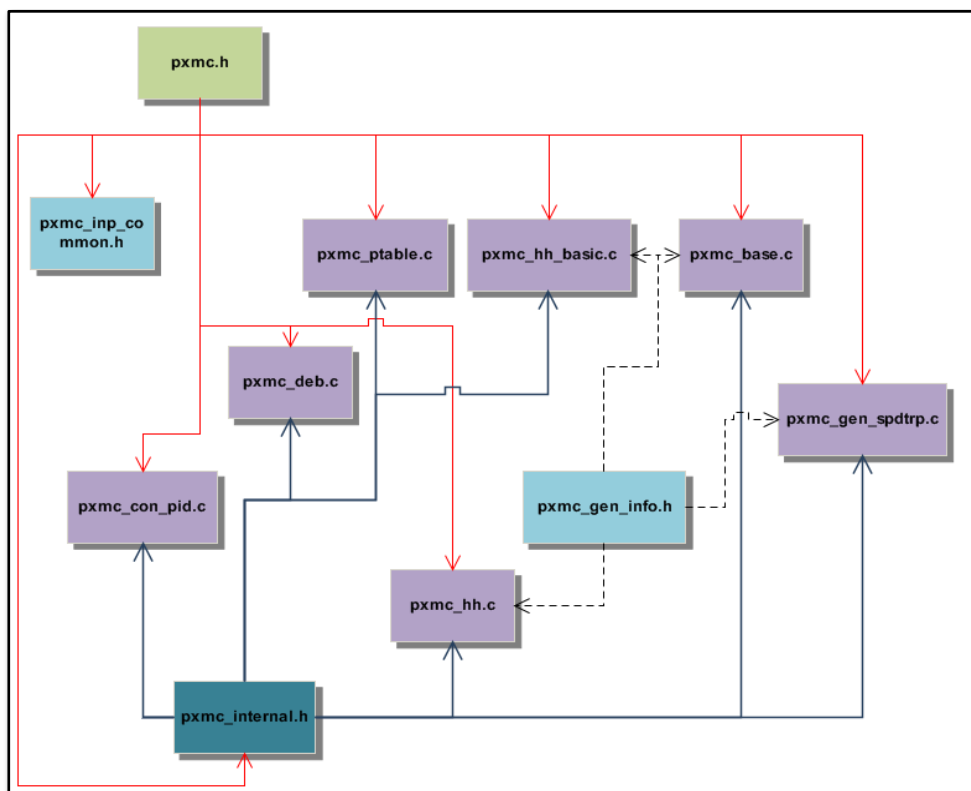 pxmc.h
pxmc_inp_co
mmon.h
pxmc_ptable.c
pxmc_hh_basic.c
pxmc_base.c
pxmc_deb.c
pxmc_gen_spdtrp.c
pxmc_con_pid.c
pxmc_gen_info.h
pxmc_hh.c
pxmc_internal.h